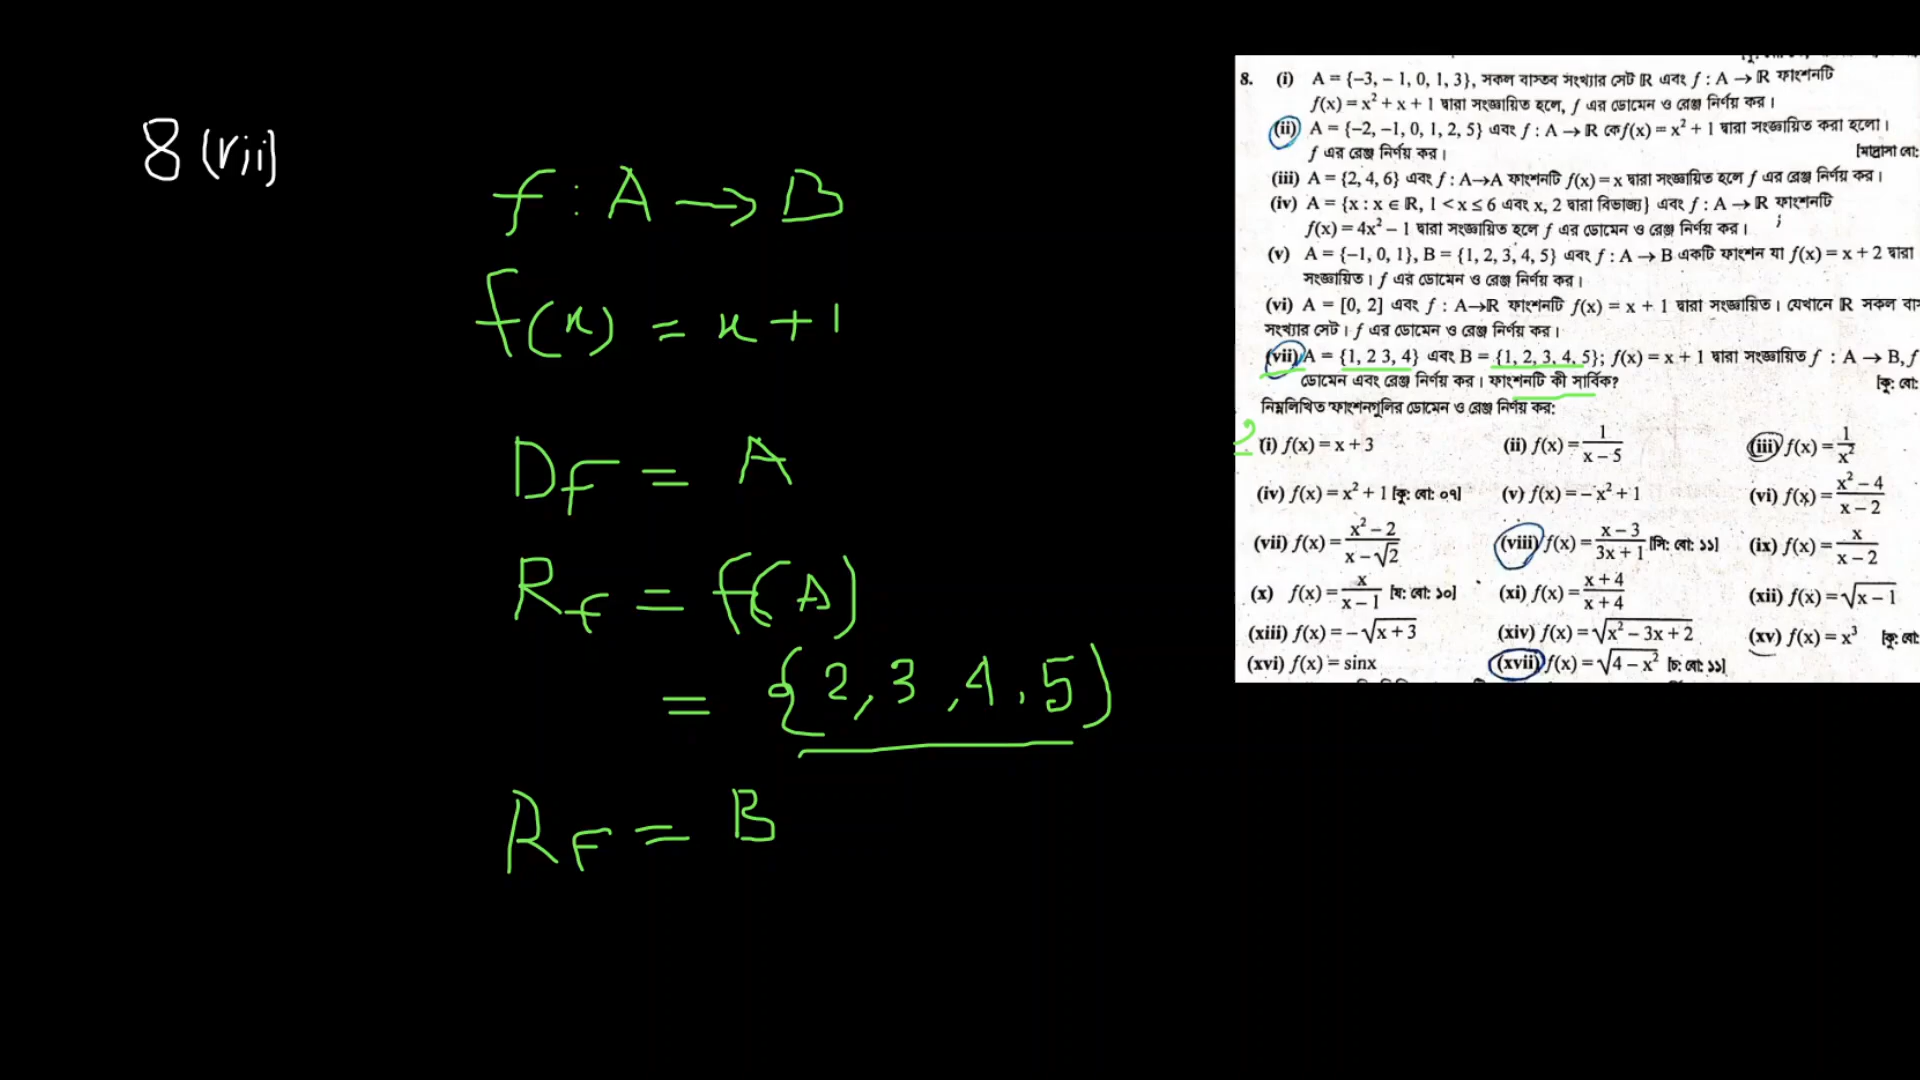 8 (vii)
f : A → B
f(x) = x + 1
DF = A
Rf = f(A)
= {2, 3, 4, 5}
RF = B
8. (i) A = {−3, − 1, 0, 1, 3}, সকল বাস্তব সংখ্যার সেট ℝ এবং f : A → ℝ ফাংশনটি
f(x) = x² + x + 1 দ্বারা সংজ্ঞায়িত হলে, f এর ডোমেন ও রেঞ্জ নির্ণয় কর।
(ii) A = {−2, −1, 0, 1, 2, 5} এবং f : A → ℝ কে f(x) = x² + 1 দ্বারা সংজ্ঞায়িত করা হলো।
f এর রেঞ্জ নির্ণয় কর। [মাদ্রাসা বো:
(iii) A = {2, 4, 6} এবং f : A→A ফাংশনটি f(x) = x দ্বারা সংজ্ঞায়িত হলে f এর রেঞ্জ নির্ণয় কর।
(iv) A = {x : x ∈ ℝ, 1 < x ≤ 6 এবং x, 2 দ্বারা বিভাজ্য} এবং f : A → ℝ ফাংশনটি
f(x) = 4x² − 1 দ্বারা সংজ্ঞায়িত হলে f এর ডোমেন ও রেঞ্জ নির্ণয় কর।
(v) A = {−1, 0, 1}, B = {1, 2, 3, 4, 5} এবং f : A → B একটি ফাংশন যা f(x) = x + 2 দ্বারা
সংজ্ঞায়িত। f এর ডোমেন ও রেঞ্জ নির্ণয় কর।
(vi) A = [0, 2] এবং f : A→ℝ ফাংশনটি f(x) = x + 1 দ্বারা সংজ্ঞায়িত। যেখানে ℝ সকল
সংখ্যার সেট। f এর ডোমেন ও রেঞ্জ নির্ণয় কর।
(vii) A = {1, 2 3, 4} এবং B = {1, 2, 3, 4, 5}; f(x) = x + 1 দ্বারা সংজ্ঞায়িত f : A → B, f
ডোমেন এবং রেঞ্জ নির্ণয় কর। ফাংশনটি কী সার্বিক? [কু: বো:
নিম্নলিখিত ফাংশনগুলির ডোমেন ও রেঞ্জ নির্ণয় কর:
(i) f(x) = x + 3 (ii) f(x) = 1/(x − 5) (iii) f(x) = 1/x²
(iv) f(x) = x² + 1 [কু: বো: ০৭] (v) f(x) = − x² + 1 (vi) f(x) = (x² − 4)/(x − 2)
(vii) f(x) = (x² − 2)/(x − √2) (viii) f(x) = (x − 3)/(3x + 1) [সি: বো: ১১] (ix) f(x) = x/(x − 2)
(x) f(x) = x/(x − 1) [য: বো: ১০] (xi) f(x) = (x + 4)/(x + 4) (xii) f(x) = √(x − 1)
(xiii) f(x) = − √(x + 3) (xiv) f(x) = √(x² − 3x + 2) (xv) f(x) = x³ [কু: বো:
(xvi) f(x) = sinx (xvii) f(x) = √(4 − x²) [চ: বো: ১১]